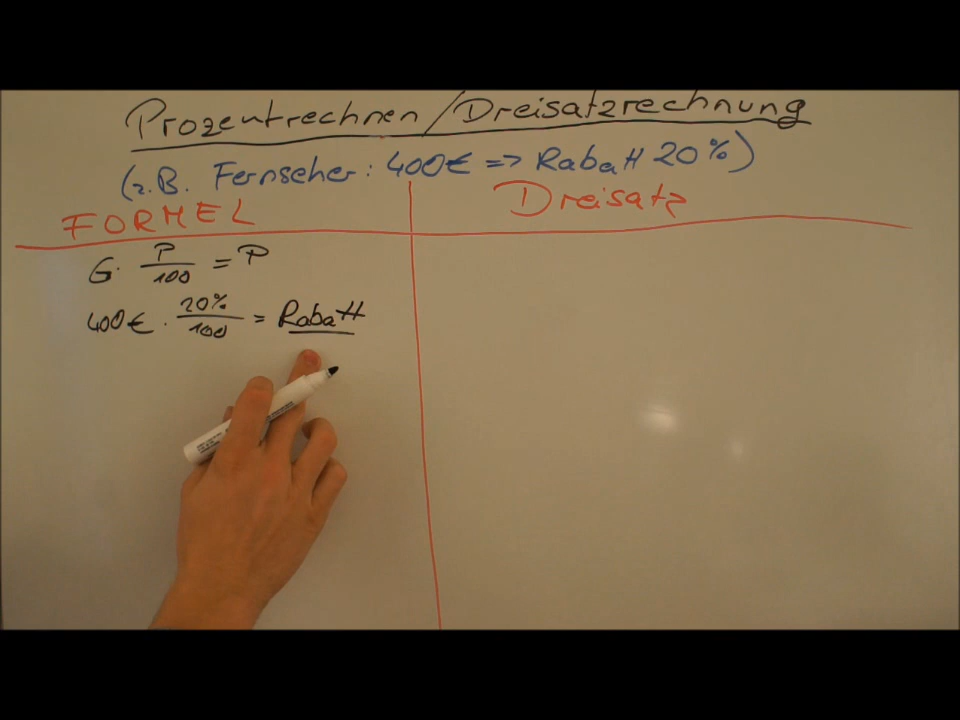 Prozentrechnen / Dreisatzrechnung
(z.B. Fernseher: 400€ => Rabatt 20%)
FORMEL
Dreisatz
G · P/100 = P
400€ · 20%/100 = Rabatt